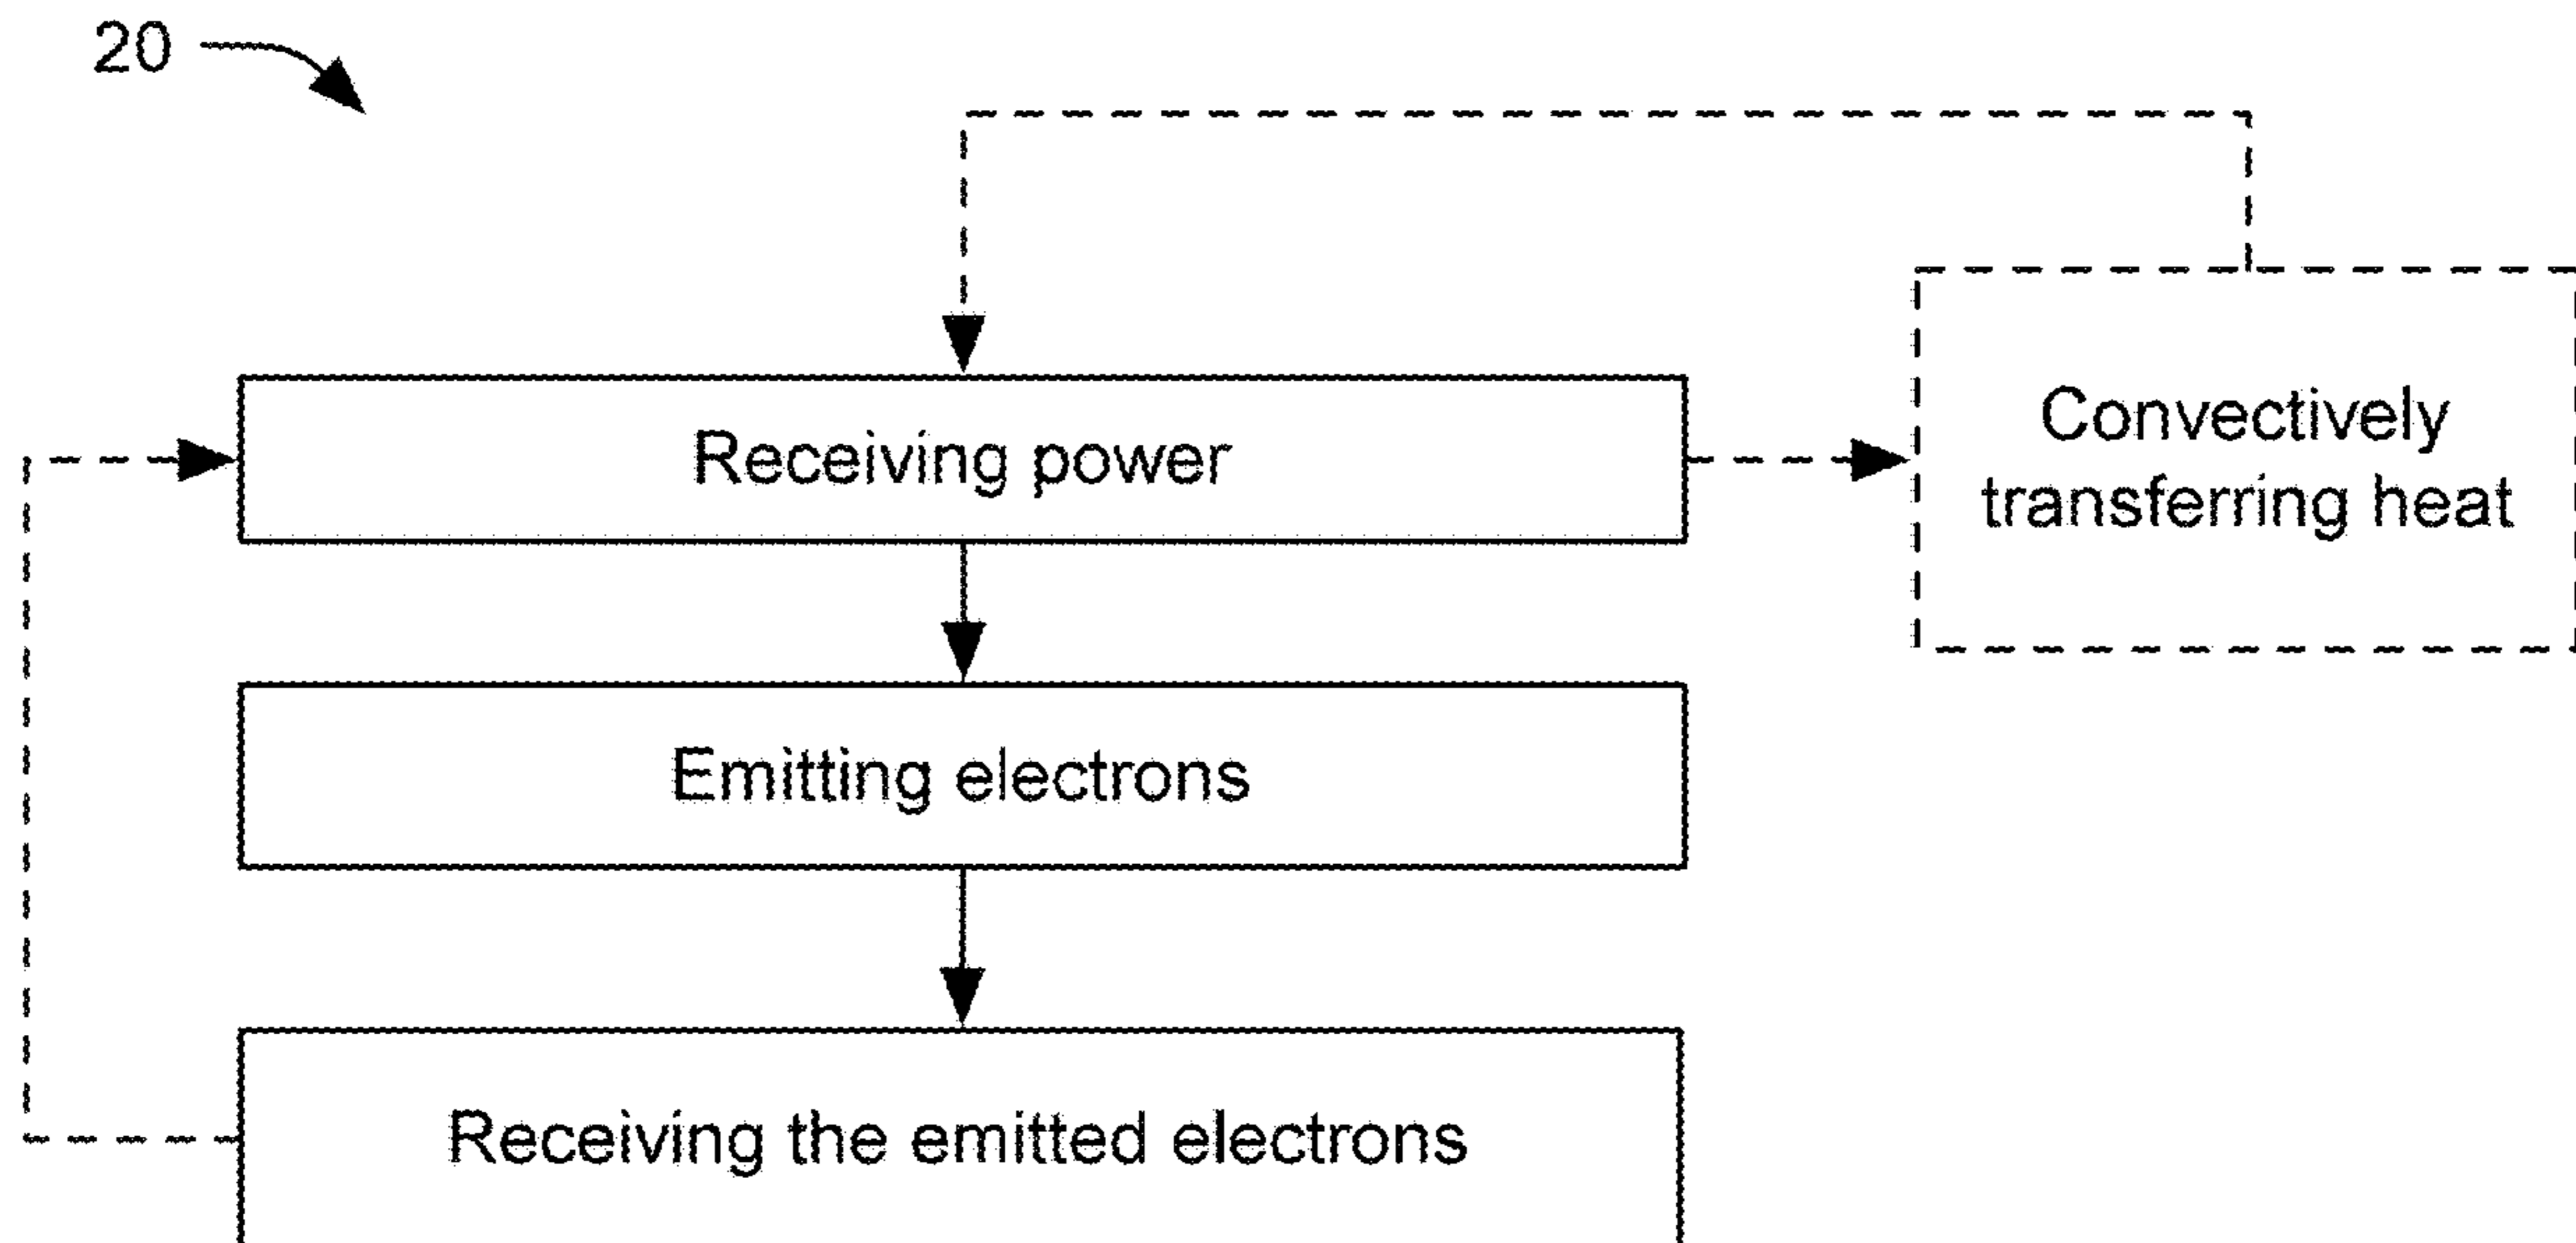 20
Receiving power
Convectively
transferring heat
Emitting electrons
Receiving the emitted electrons